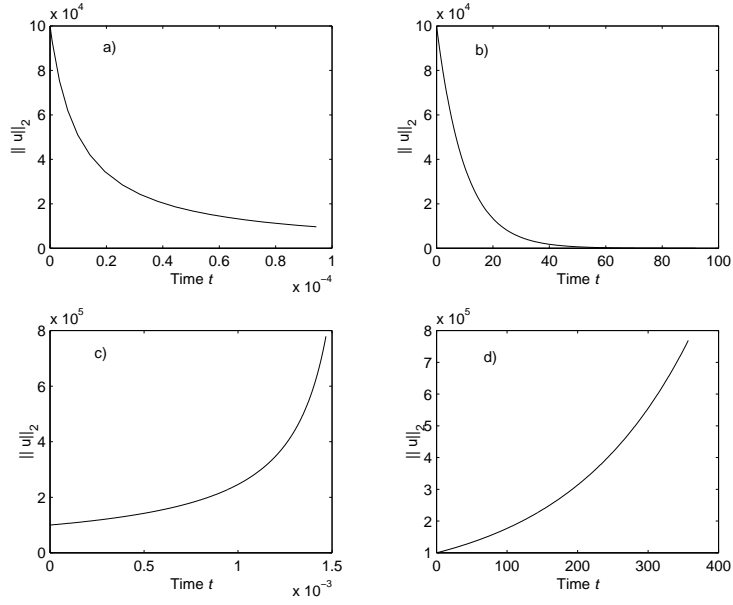 x 10^4
a)
10
8
6
4
2
0
|| u||_2
0 0.2 0.4 0.6 0.8 1
Time t
x 10^-4
x 10^4
b)
10
8
6
4
2
0
|| u||_2
0 20 40 60 80 100
Time t
x 10^5
c)
8
6
4
2
0
|| u||_2
0 0.5 1 1.5
Time t
x 10^-3
x 10^5
d)
8
7
6
5
4
3
2
1
|| u||_2
0 100 200 300 400
Time t